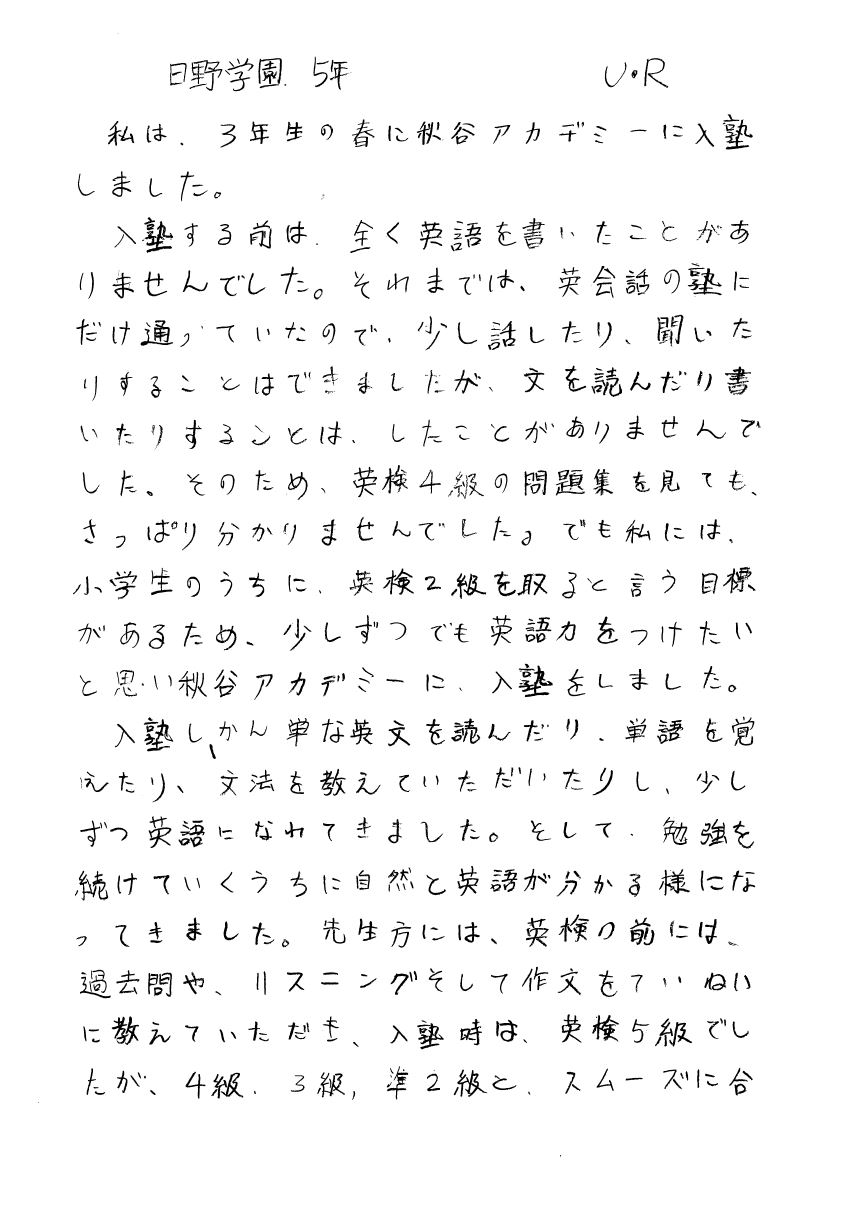 日野学園. 5年 U・R
私は、3年生の春に秋谷アカデミーに入塾
しました。
入塾する前は、全く英語を書いたことがあ
りませんでした。それまでは、英会話の塾に
だけ通っていたので、少し話したり、聞いた
りすることはできましたが、文を読んだり書
いたりすることは、したことがありませんで
した。そのため、英検4級の問題集を見ても、
さっぱり分かりませんでした。でも私には、
小学生のうちに、英検2級を取ると言う目標
があるため、少しずつでも英語力をつけたい
と思い秋谷アカデミーに、入塾をしました。
入塾し、かん単な英文を読んだり、単語を覚
えたり、文法を教えていただいたりし、少し
ずつ英語になれてきました。そして、勉強を
続けていくうちに自然と英語が分かる様にな
ってきました。先生方には、英検の前には、
過去問や、リスニングそして作文をていねい
に教えていただき、入塾時は、英検5級でし
たが、4級、3級,準2級と、スムーズに合